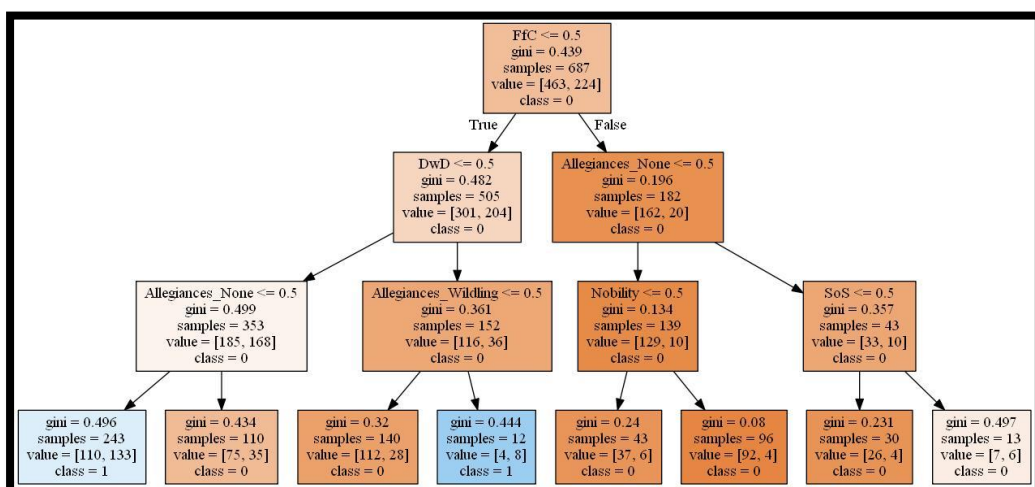 FfC <= 0.5
gini = 0.439
samples = 687
value = [463, 224]
class = 0
True
False
DwD <= 0.5
gini = 0.482
samples = 505
value = [301, 204]
class = 0
Allegiances_None <= 0.5
gini = 0.196
samples = 182
value = [162, 20]
class = 0
Allegiances_None <= 0.5
gini = 0.499
samples = 353
value = [185, 168]
class = 0
Allegiances_Wildling <= 0.5
gini = 0.361
samples = 152
value = [116, 36]
class = 0
Nobility <= 0.5
gini = 0.134
samples = 139
value = [129, 10]
class = 0
SoS <= 0.5
gini = 0.357
samples = 43
value = [33, 10]
class = 0
gini = 0.496
samples = 243
value = [110, 133]
class = 1
gini = 0.434
samples = 110
value = [75, 35]
class = 0
gini = 0.32
samples = 140
value = [112, 28]
class = 0
gini = 0.444
samples = 12
value = [4, 8]
class = 1
gini = 0.24
samples = 43
value = [37, 6]
class = 0
gini = 0.08
samples = 96
value = [92, 4]
class = 0
gini = 0.231
samples = 30
value = [26, 4]
class = 0
gini = 0.497
samples = 13
value = [7, 6]
class = 0